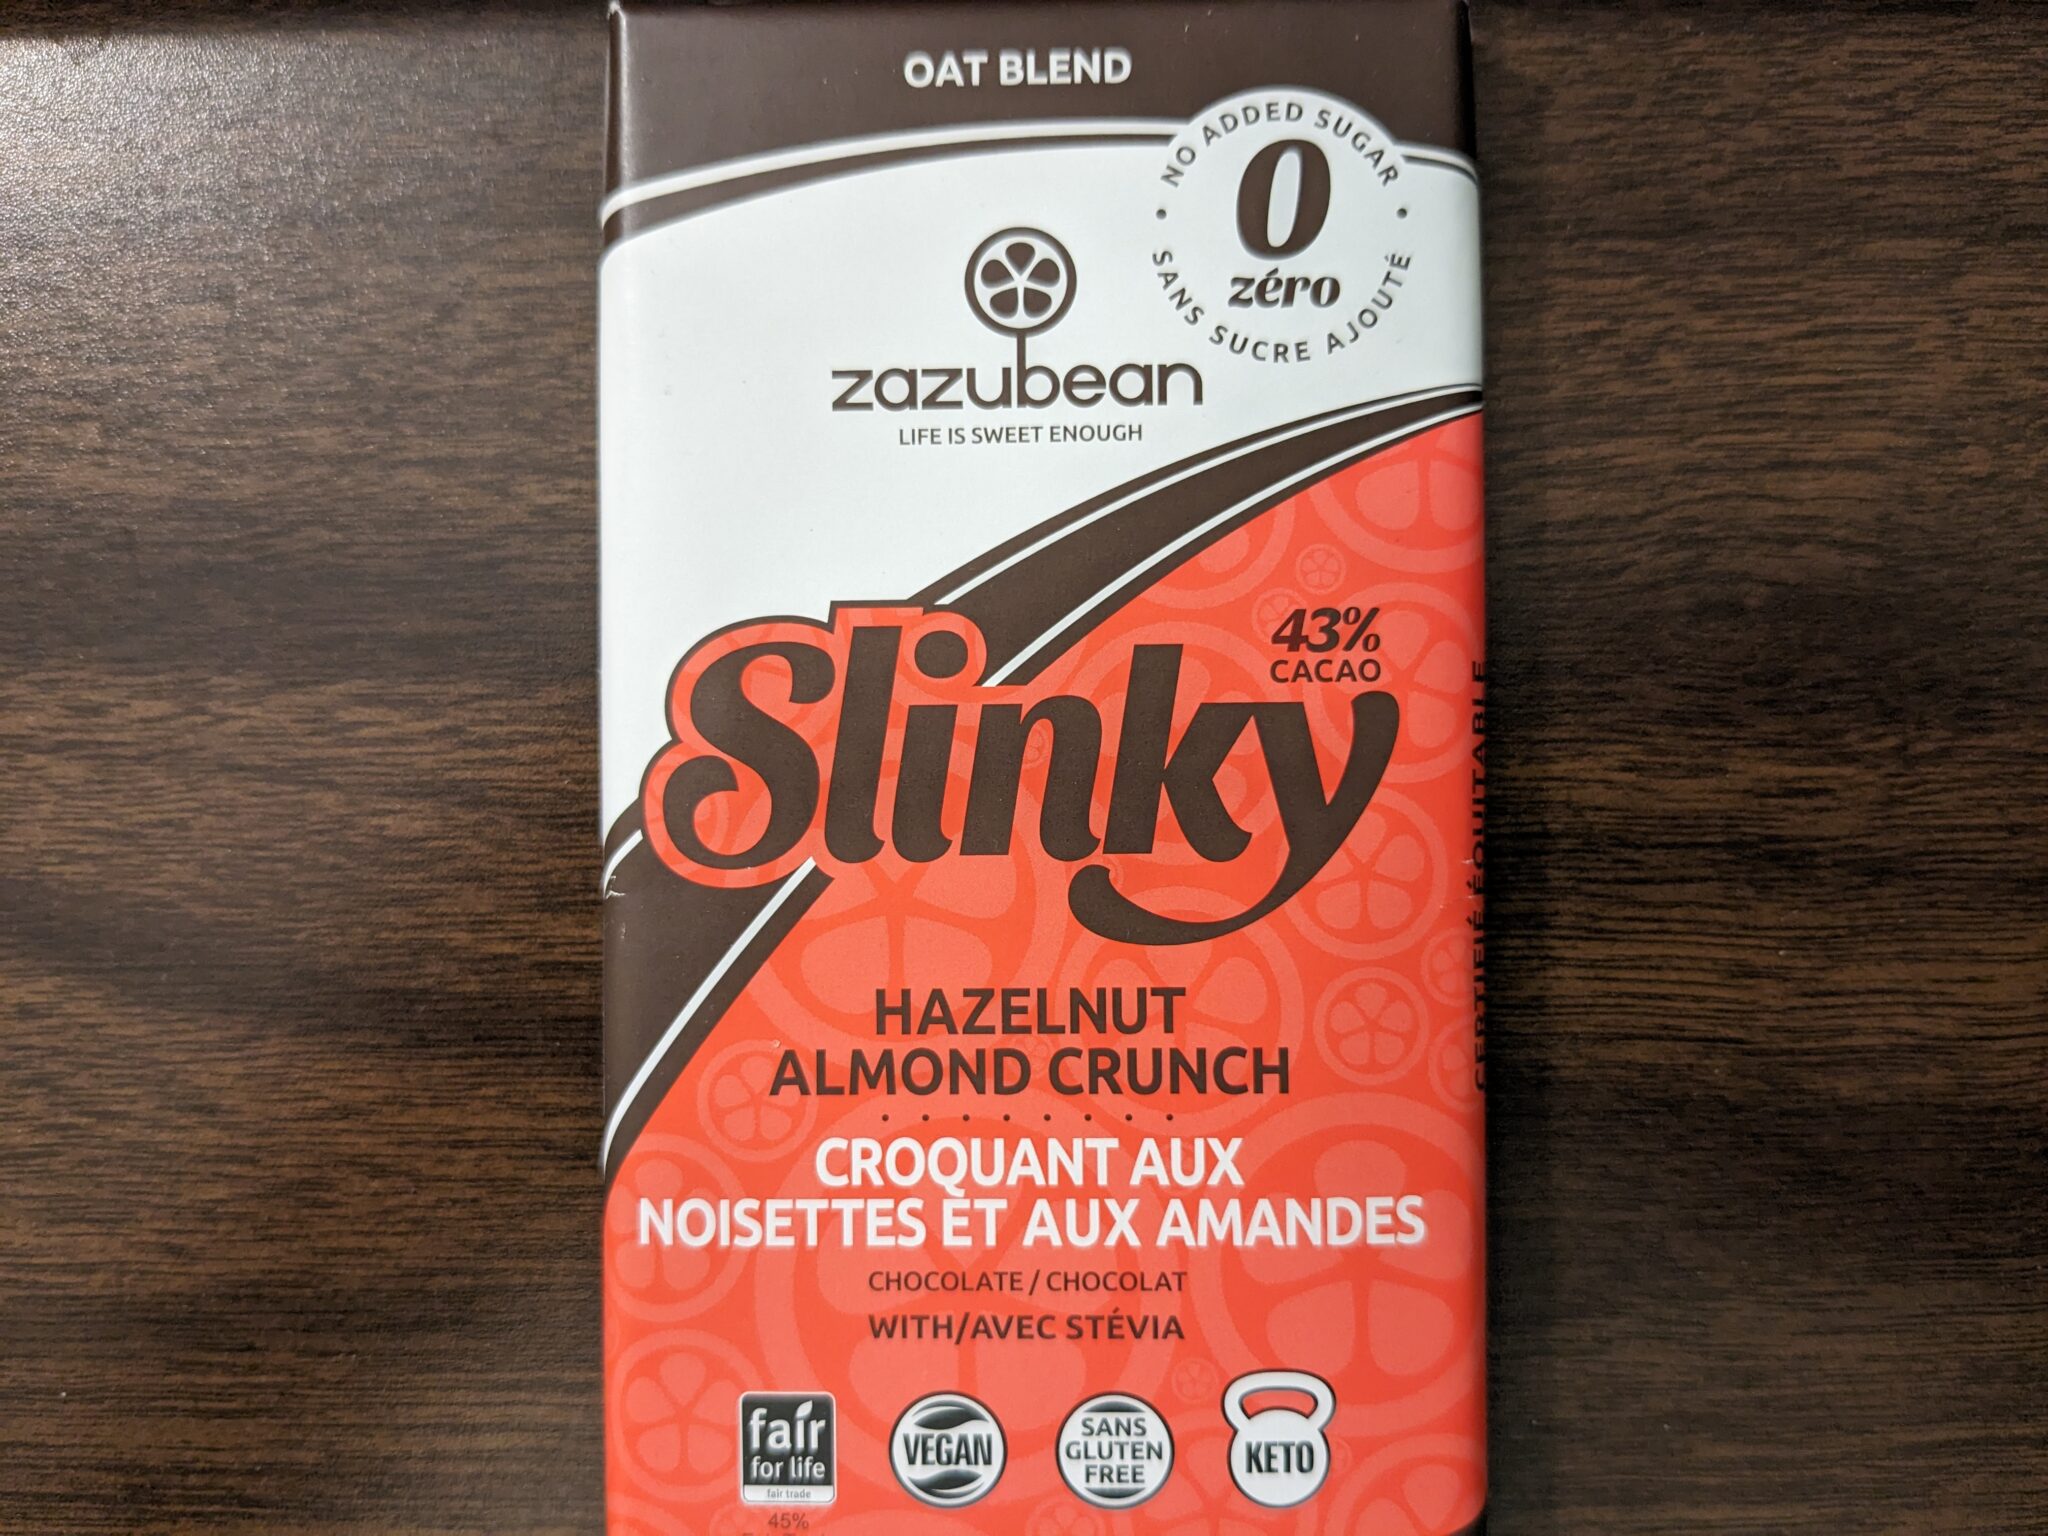 OAT BLEND
NO ADDED SUGAR
0
zéro
SANS SUCRE AJOUTÉ
zazubean
LIFE IS SWEET ENOUGH
43%
CACAO
Slinky
HAZELNUT
ALMOND CRUNCH
CROQUANT AUX
NOISETTES ET AUX AMANDES
CHOCOLATE / CHOCOLAT
WITH/AVEC STÉVIA
fair
for life
fair trade
45%
VEGAN
SANS
GLUTEN
FREE
KETO
CERTIFIÉ ÉQUITABLE